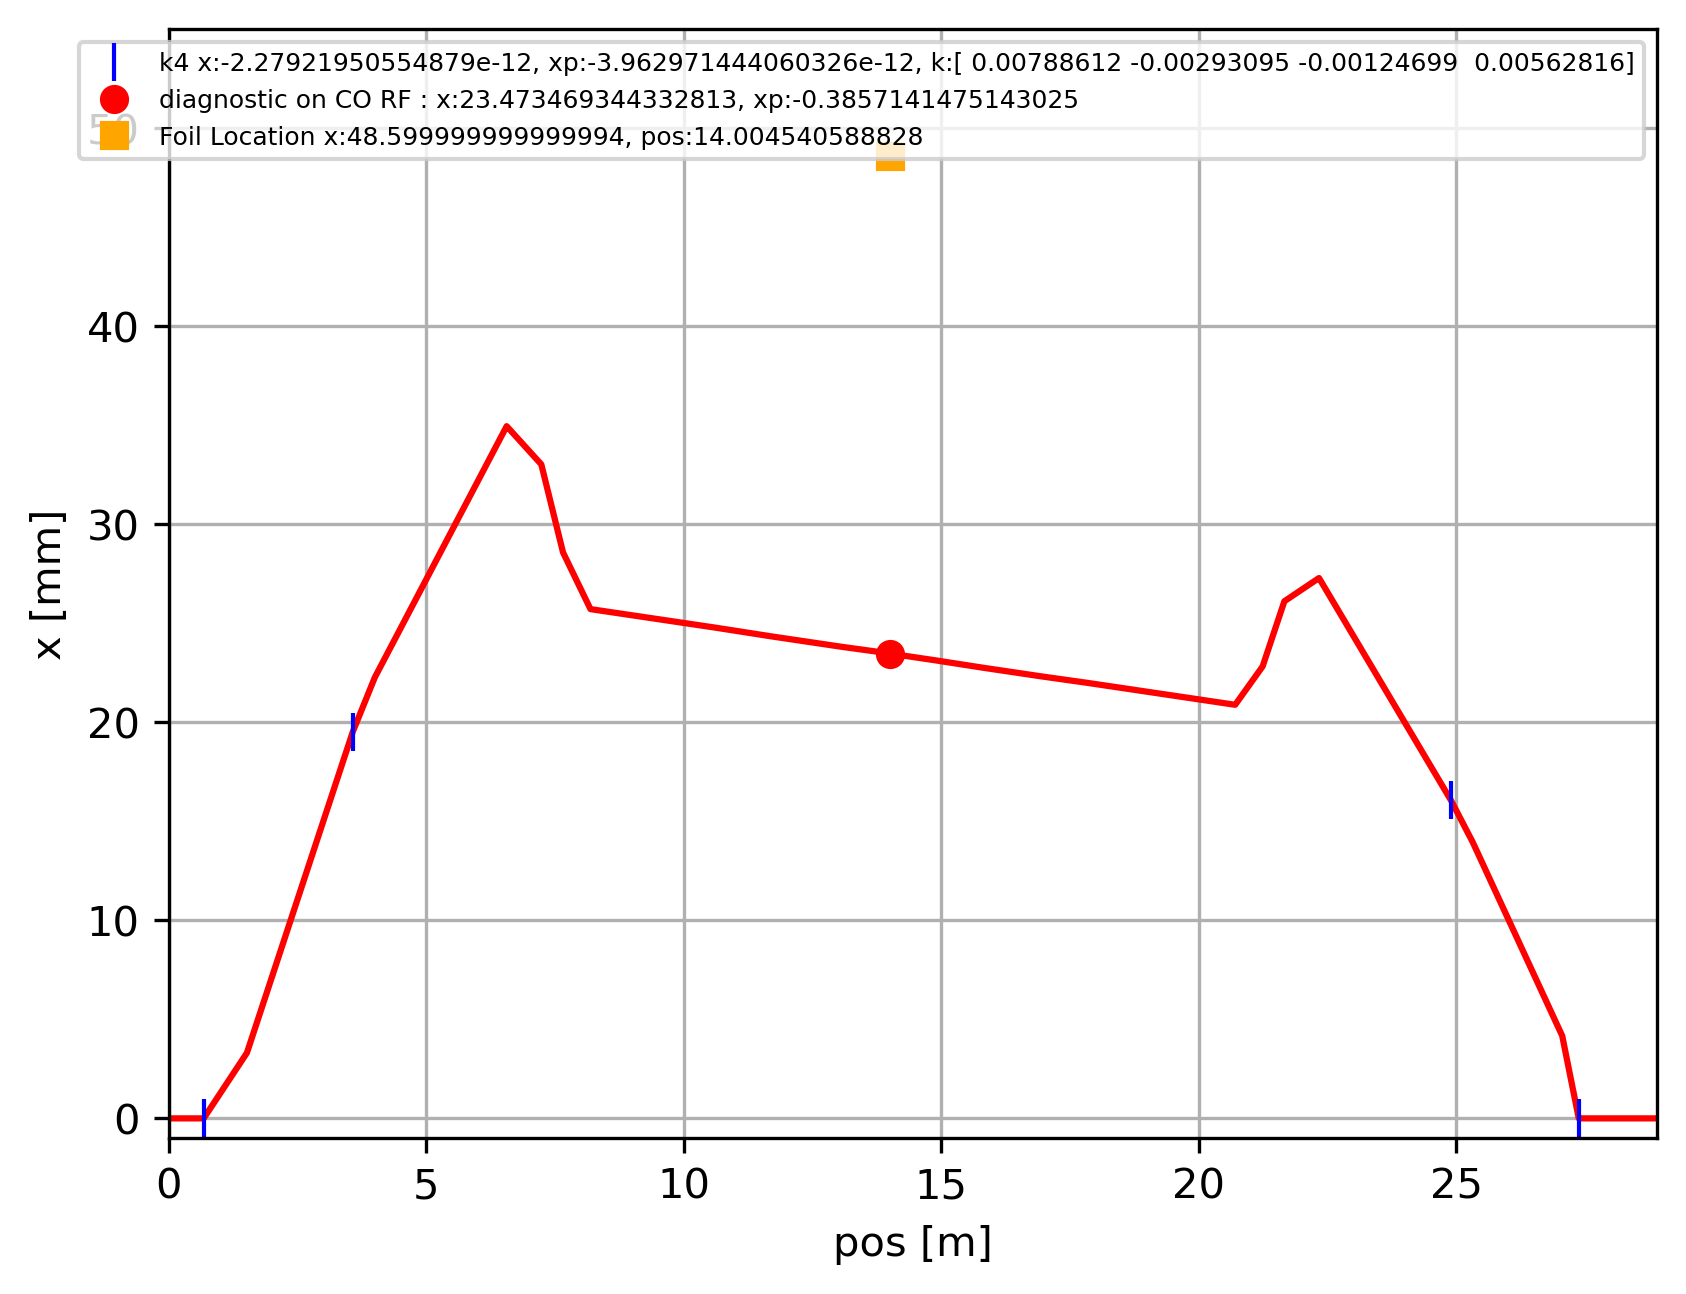 k4 x:-2.27921950554879e-12, xp:-3.962971444060326e-12, k:[ 0.00788612 -0.00293095 -0.00124699  0.00562816]
diagnostic on CO RF : x:23.473469344332813, xp:-0.3857141475143025
Foil Location x:48.599999999999994, pos:14.004540588828
50
40
30
20
10
0
x [mm]
0 5 10 15 20 25
pos [m]